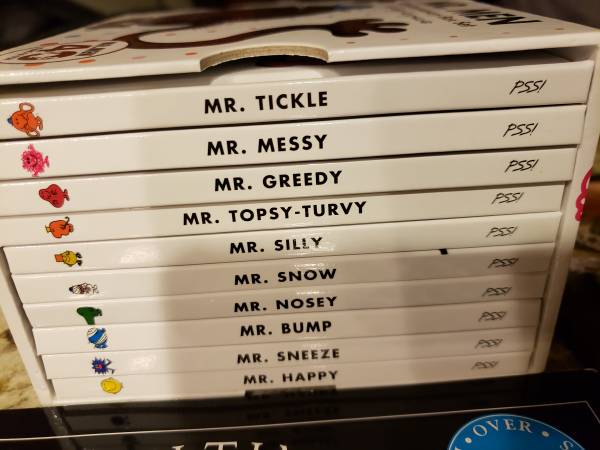 MEN
MR. TICKLE PSS!
MR. MESSY PSS!
MR. GREEDY PSS!
MR. TOPSY-TURVY PSS!
MR. SILLY PSS!
MR. SNOW PSS!
MR. NOSEY PSS!
MR. BUMP PSS!
MR. SNEEZE PSS!
MR. HAPPY PSS!
• OVER •